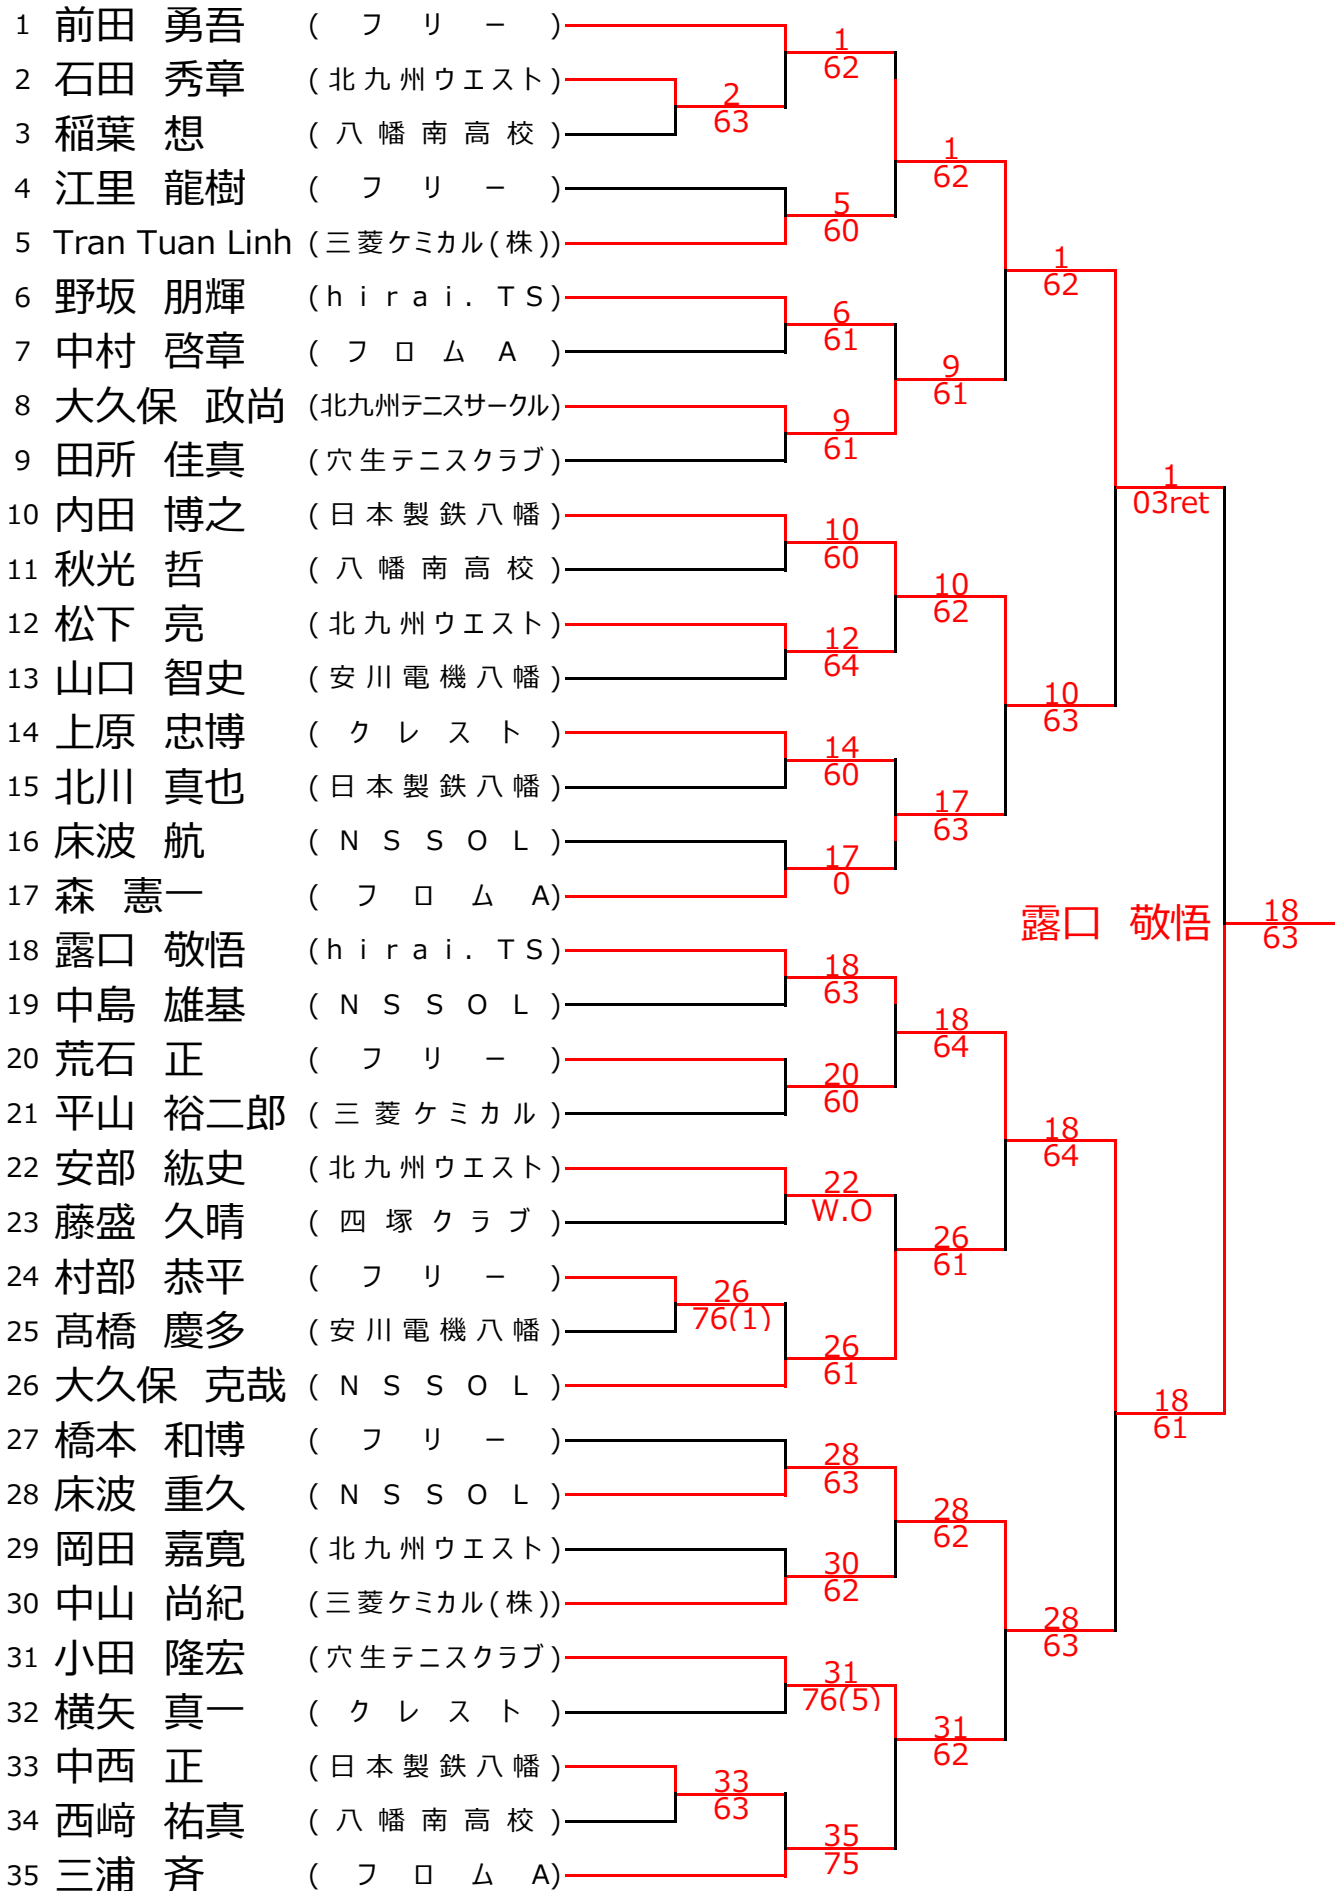 1 前田 勇吾 ( フ リ ー )
1
62
2 石田 秀章 (北九州ウエスト)
2
63
3 稲葉 想 (八幡南高校)
1
62
4 江里 龍樹 ( フ リ ー )
5
60
5 Tran Tuan Linh (三菱ケミカル(株))
1
62
6 野坂 朋輝 (hirai. TS)
6
61
7 中村 啓章 ( フロムA )
9
61
8 大久保 政尚 (北九州テニスサークル)
9
61
9 田所 佳真 (穴生テニスクラブ)
1
03ret
10 内田 博之 (日本製鉄八幡)
10
60
11 秋光 哲 (八幡南高校)
10
62
12 松下 亮 (北九州ウエスト)
12
64
13 山口 智史 (安川電機八幡)
10
63
14 上原 忠博 ( クレスト )
14
60
15 北川 真也 (日本製鉄八幡)
17
63
16 床波 航 ( NSSOL )
17
0
17 森 憲一 ( フロムA)
露口 敬悟
18
63
18 露口 敬悟 (hirai. TS)
18
63
19 中島 雄基 ( NSSOL )
18
64
20 荒石 正 ( フ リ ー )
20
60
21 平山 裕二郎 (三菱ケミカル)
18
64
22 安部 紘史 (北九州ウエスト)
22
W.O
23 藤盛 久晴 (四塚クラブ)
26
61
24 村部 恭平 ( フ リ ー )
26
76(1)
25 髙橋 慶多 (安川電機八幡)
26
61
26 大久保 克哉 ( NSSOL )
18
61
27 橋本 和博 ( フ リ ー )
28
63
28 床波 重久 ( NSSOL )
28
62
29 岡田 嘉寛 (北九州ウエスト)
30
62
30 中山 尚紀 (三菱ケミカル(株))
28
63
31 小田 隆宏 (穴生テニスクラブ)
31
76(5)
32 横矢 真一 ( クレスト )
31
62
33 中西 正 (日本製鉄八幡)
33
63
34 西﨑 祐真 (八幡南高校)
35
75
35 三浦 斉 ( フロムA)